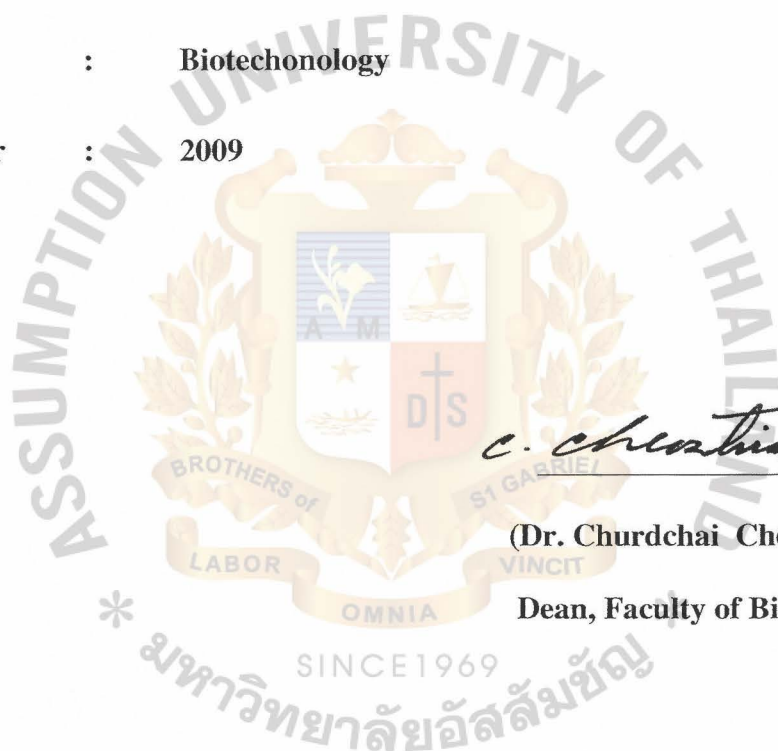 : Biotechonology
r : 2009
ASSUMPTION UNIVERSITY OF THAILAND
A M
D S
BROTHERS of ST GABRIEL
LABOR VINCIT
OMNIA
SINCE1969
* มหาวิทยาลัยอัสสัมชัญ *
c.
(Dr. Churdchai Che
Dean, Faculty of Bi